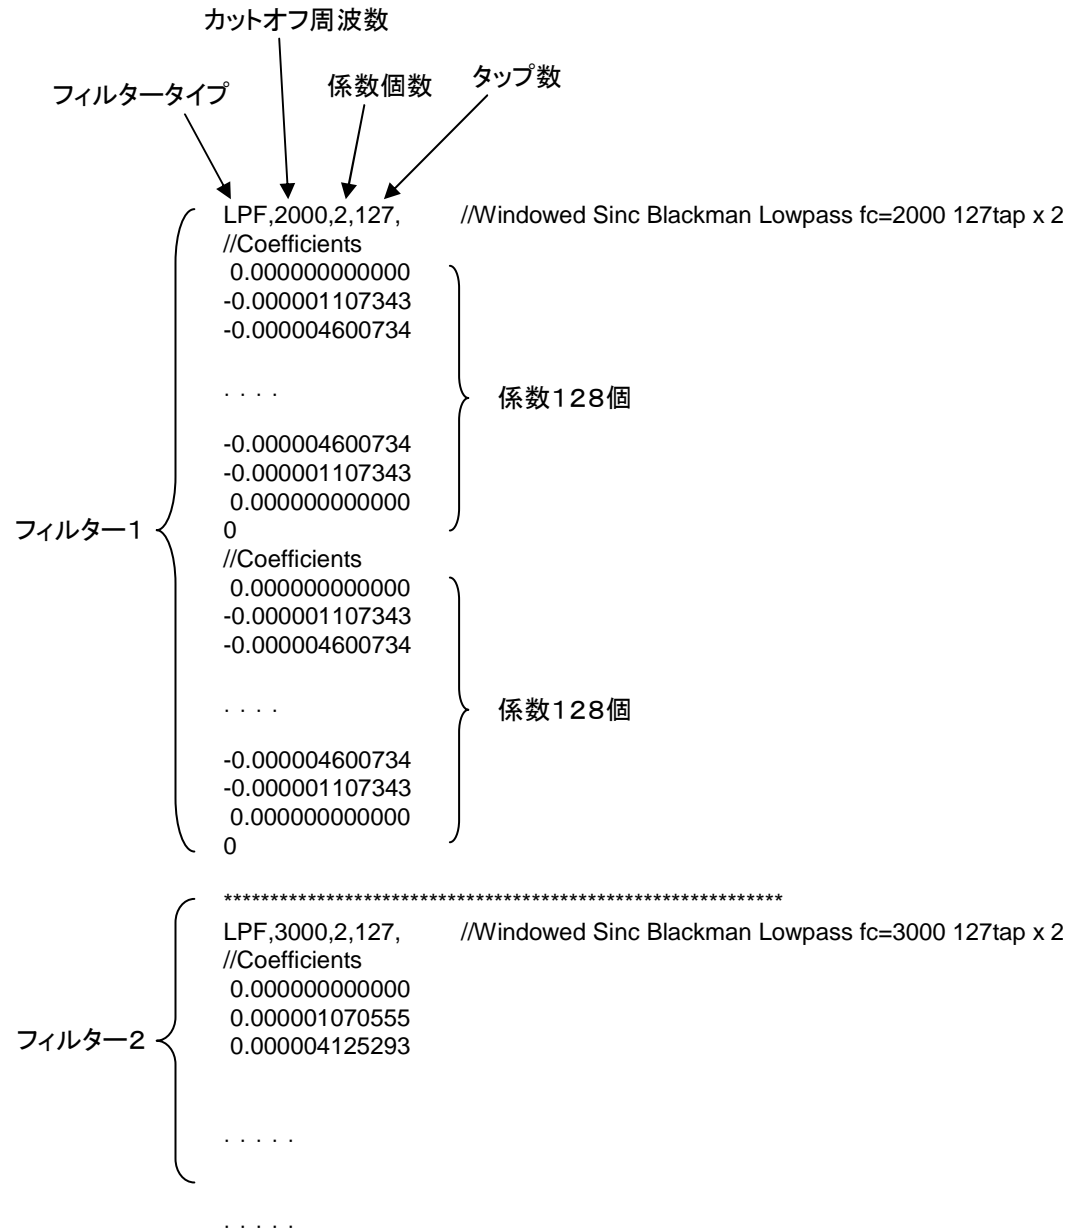 カットオフ周波数
フィルタータイプ
係数個数
タップ数
LPF,2000,2,127, //Windowed Sinc Blackman Lowpass fc=2000 127tap x 2
//Coefficients
0.000000000000
-0.000001107343
-0.000004600734
. . . .
係数128個
-0.000004600734
-0.000001107343
0.000000000000
フィルター1
0
//Coefficients
0.000000000000
-0.000001107343
-0.000004600734
. . . .
係数128個
-0.000004600734
-0.000001107343
0.000000000000
0
*************************************************************
LPF,3000,2,127, //Windowed Sinc Blackman Lowpass fc=3000 127tap x 2
//Coefficients
0.000000000000
0.000001070555
フィルター2
0.000004125293
. . . . .
. . . . .